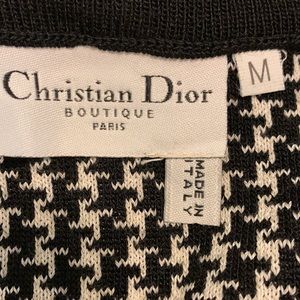 Christian Dior
BOUTIQUE
PARIS
M
MADE IN
ITALY